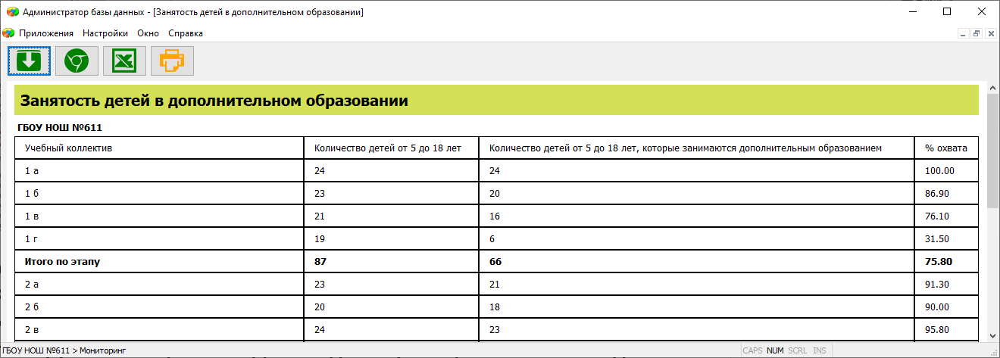 Администратор базы данных - [Занятость детей в дополнительном образовании]
Приложения Настройки Окно Справка
Занятость детей в дополнительном образовании
ГБОУ НОШ №611
Учебный коллектив Количество детей от 5 до 18 лет Количество детей от 5 до 18 лет, которые занимаются дополнительным образованием % охвата
1 а 24 24 100.00
1 б 23 20 86.90
1 в 21 16 76.10
1 г 19 6 31.50
Итого по этапу 87 66 75.80
2 а 23 21 91.30
2 б 20 18 90.00
2 в 24 23 95.80
ГБОУ НОШ №611 > Мониторинг CAPS NUM SCRL INS